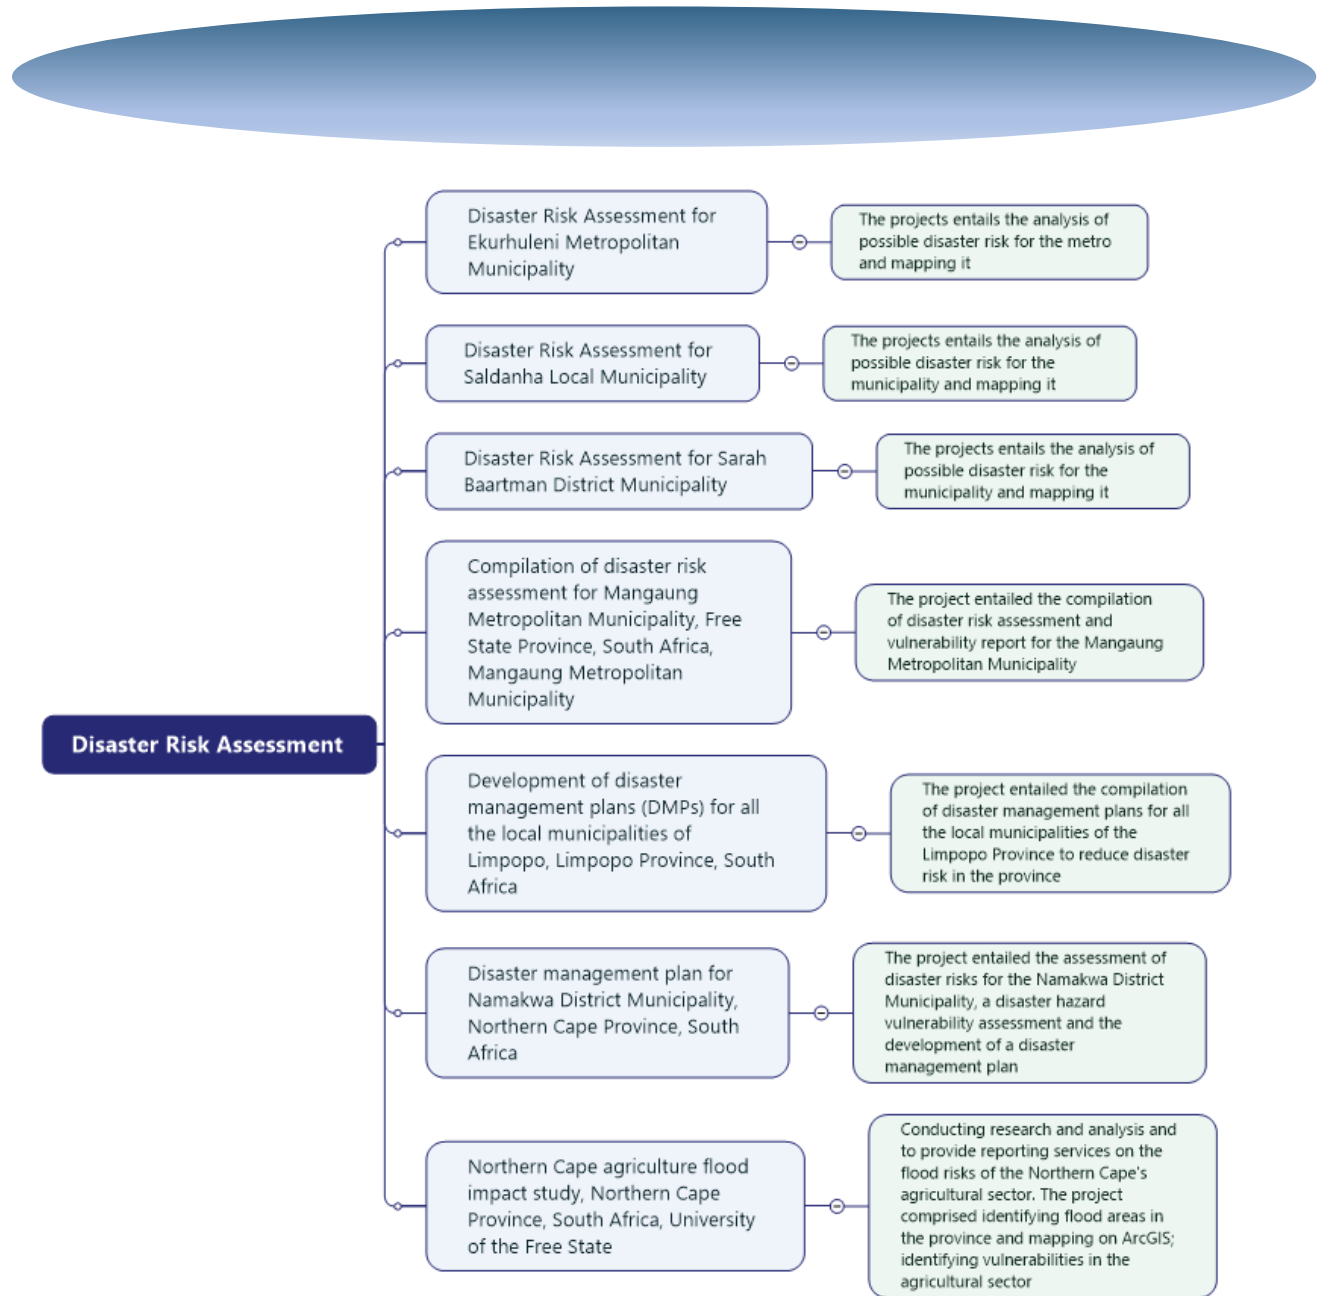 Disaster Risk Assessment for
Ekurhuleni Metropolitan
Municipality
The projects entails the analysis of
possible disaster risk for the metro
and mapping it
Disaster Risk Assessment for
Saldanha Local Municipality
The projects entails the analysis of
possible disaster risk for the
municipality and mapping it
Disaster Risk Assessment for Sarah
Baartman District Municipality
The projects entails the analysis of
possible disaster risk for the
municipality and mapping it
Compilation of disaster risk
assessment for Mangaung
Metropolitan Municipality, Free
State Province, South Africa,
Mangaung Metropolitan
Municipality
The project entailed the compilation
of disaster risk assessment and
vulnerability report for the Mangaung
Metropolitan Municipality
Disaster Risk Assessment
Development of disaster
management plans (DMPs) for all
the local municipalities of
Limpopo, Limpopo Province, South
Africa
The project entailed the compilation
of disaster management plans for all
the local municipalities of the
Limpopo Province to reduce disaster
risk in the province
Disaster management plan for
Namakwa District Municipality,
Northern Cape Province, South
Africa
The project entailed the assessment of
disaster risks for the Namakwa District
Municipality, a disaster hazard
vulnerability assessment and the
development of a disaster
management plan
Northern Cape agriculture flood
impact study, Northern Cape
Province, South Africa, University
of the Free State
Conducting research and analysis and
to provide reporting services on the
flood risks of the Northern Cape's
agricultural sector. The project
comprised identifying flood areas in
the province and mapping on ArcGIS;
identifying vulnerabilities in the
agricultural sector